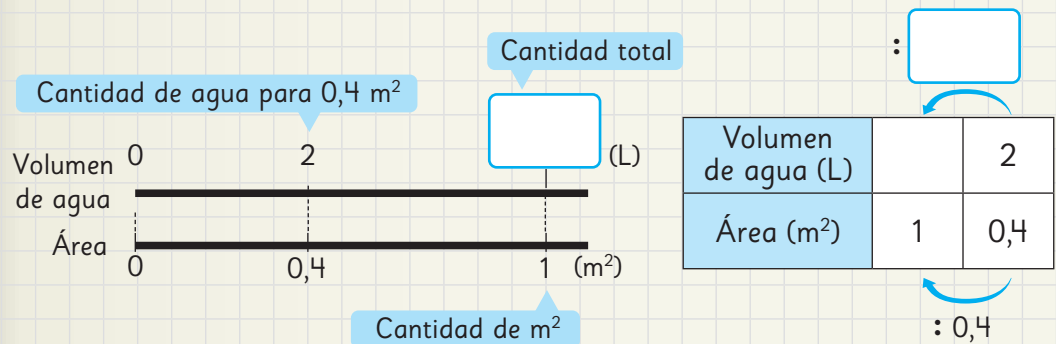 Cantidad total
:
Cantidad de agua para 0,4 m²
Volumen de agua
0 2 (L)
Área
0 0,4 1 (m²)
Cantidad de m²
Volumen de agua (L) 2
Área (m²) 1 0,4
: 0,4